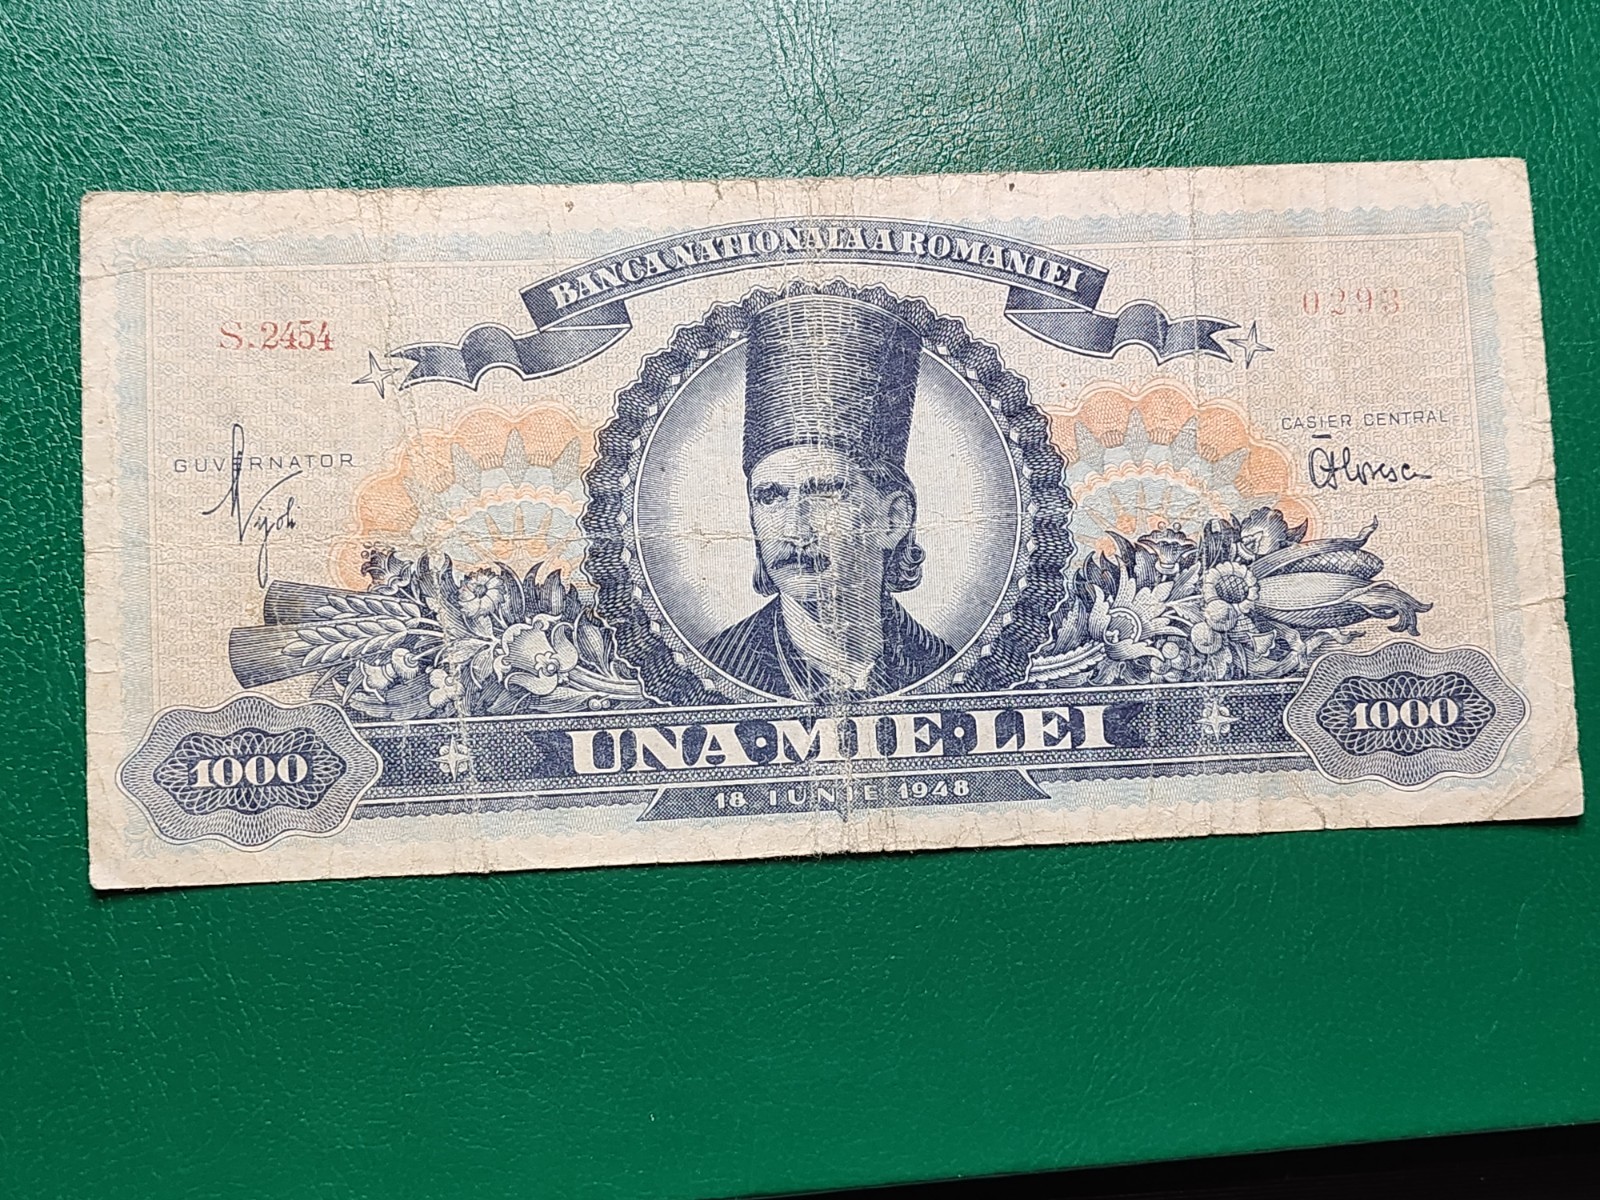 BANCA NATIONALA A ROMANIEI
S.2454
0293
GUVERNATOR
CASIER CENTRAL
UNA·MIE·LEI
1000
1000
18 IUNIE 1948